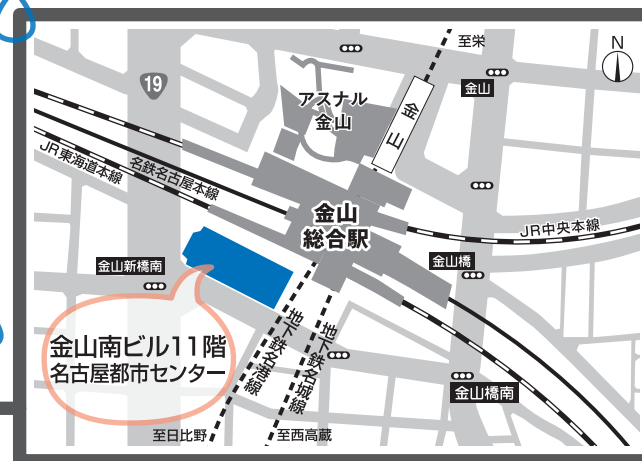 至栄
N
19
金山
アスナル
金山
金山
名鉄名古屋本線
JR東海道本線
金山
総合駅
JR中央本線
金山新橋南
金山橋
金山南ビル11階
名古屋都市センター
地下鉄名港線
地下鉄名城線
金山橋南
至日比野
至西高蔵